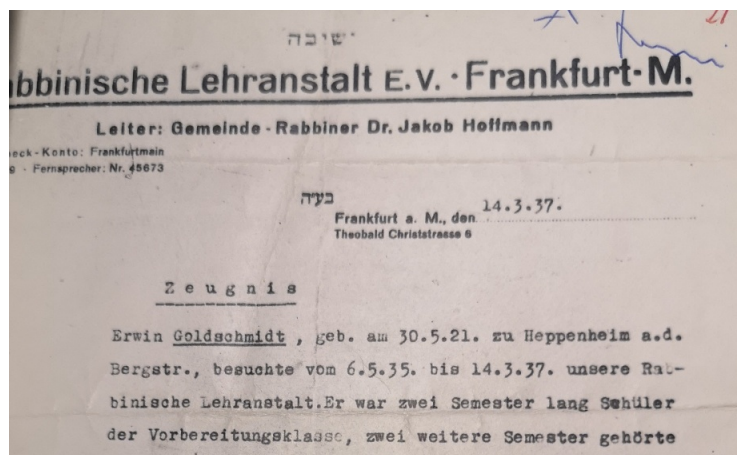 ישיבה
bbinische Lehranstalt E.V. · Frankfurt-M.
Leiter: Gemeinde-Rabbiner Dr. Jakob Hoffmann
eck-Konto: Frankfurtmain
Fernsprecher: Nr. 45673
בעיה
Frankfurt a. M., den 14.3.37.
Theobald Christstrasse 6
Zeugnis
Erwin Goldschmidt , geb. am 30.5.21. zu Heppenheim a.d.
Bergstr., besuchte vom 6.5.35. bis 14.3.37. unsere Rab-
binische Lehranstalt.Er war zwei Semester lang Schüler
der Vorbereitungsklasse, zwei weitere Semester gehörte